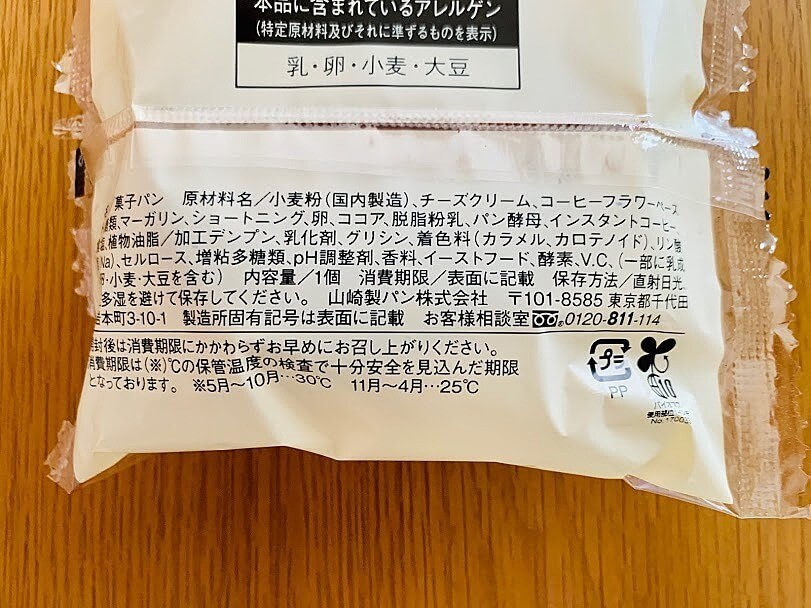 本品に含まれているアレルゲン
(特定原材料及びそれに準ずるものを表示)
乳・卵・小麦・大豆
菓子パン 原材料名/小麦粉(国内製造)、チーズクリーム、コーヒーフラワーペース
類、マーガリン、ショートニング、卵、ココア、脱脂粉乳、パン酵母、インスタントコーヒー、
塩、植物油脂/加工デンプン、乳化剤、グリシン、着色料(カラメル、カロテノイド)、リン酸
Na)、セルロース、増粘多糖類、pH調整剤、香料、イーストフード、酵素、V.C、(一部に乳成
卵・小麦・大豆を含む) 内容量/1個 消費期限/表面に記載 保存方法/直射日光、
多湿を避けて保存してください。 山崎製パン株式会社 〒101-8585 東京都千代田
岩本町3-10-1 製造所固有記号は表面に記載 お客様相談室 0120-811-114
開封後は消費期限にかかわらずお早めにお召し上がりください。
消費期限は(※)℃の保管温度の検査で十分安全を見込んだ期限
となっております。 ※5月~10月…30℃ 11月~4月…25℃
プラ
PP
10
バイオマス